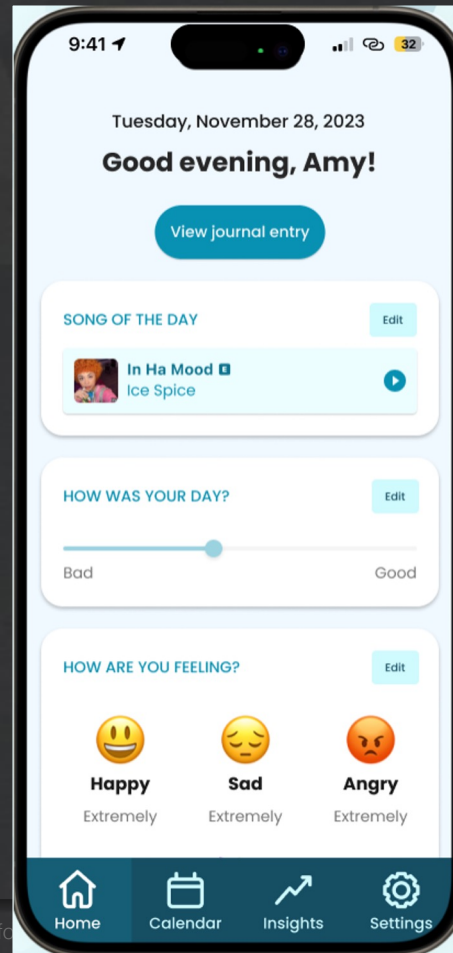 9:41
32
Tuesday, November 28, 2023
Good evening, Amy!
View journal entry
SONG OF THE DAY
Edit
In Ha Mood E
Ice Spice
HOW WAS YOUR DAY?
Edit
Bad Good
HOW ARE YOU FEELING?
Edit
Happy Sad Angry
Extremely Extremely Extremely
Home Calendar Insights Settings